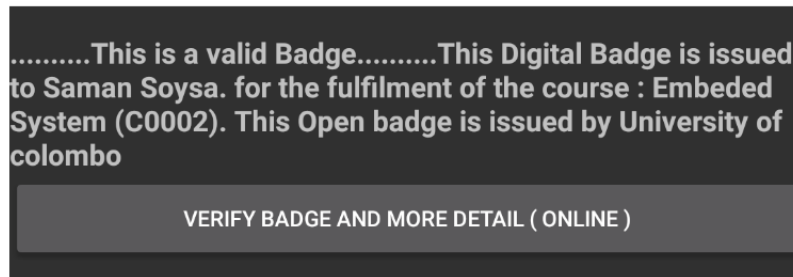 ..........This is a valid Badge..........This Digital Badge is issued
to Saman Soysa. for the fulfilment of the course : Embeded
System (C0002). This Open badge is issued by University of
colombo
VERIFY BADGE AND MORE DETAIL ( ONLINE )